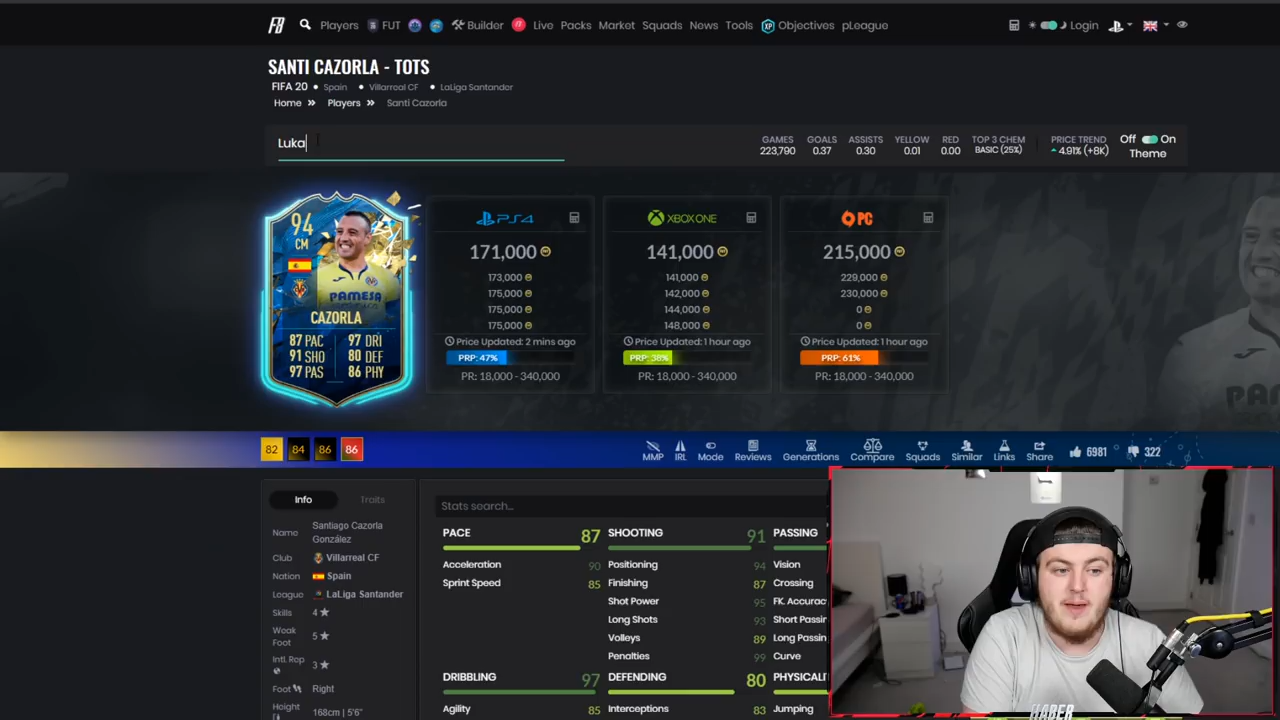 FB Players FUT Builder Live Packs Market Squads News Tools Objectives pLeague Login
SANTI CAZORLA - TOTS
FIFA 20 • Spain • Villarreal CF • LaLiga Santander
Home » Players » Santi Cazorla
Luka
GAMES GOALS ASSISTS YELLOW RED TOP 3 CHEM PRICE TREND
223,790 0.37 0.30 0.01 0.00 BASIC (25%) 4.91% (+8K)
Off On
Theme
94
CM
PAMESA
CAZORLA
87 PAC 97 DRI
91 SHO 80 DEF
97 PAS 86 PHY
PS4
171,000
173,000
175,000
175,000
175,000
Price Updated: 2 mins ago
PRP: 47%
PR: 18,000 - 340,000
XBOX ONE
141,000
141,000
142,000
144,000
148,000
Price Updated: 1 hour ago
PRP: 38%
PR: 18,000 - 340,000
PC
215,000
229,000
230,000
0
0
Price Updated: 1 hour ago
PRP: 61%
PR: 18,000 - 340,000
82 84 86 86
MMP IRL Mode Reviews Generations Compare Squads Similar Links Share 6981 322
Info Traits
Name Santiago Cazorla González
Club Villarreal CF
Nation Spain
League LaLiga Santander
Skills 4★
Weak Foot 5★
Intl. Rep 3★
Foot Right
Height 168cm | 5'6"
Stats search...
PACE 87
Acceleration 90
Sprint Speed 85
SHOOTING 91
Positioning 94
Finishing 87
Shot Power 95
Long Shots 93
Volleys 89
Penalties 99
PASSING
Vision
Crossing
FK. Accurac
Short Passin
Long Passin
Curve
DRIBBLING 97
Agility 85
DEFENDING 80
Interceptions 83
PHYSICALI
Jumping
HABER